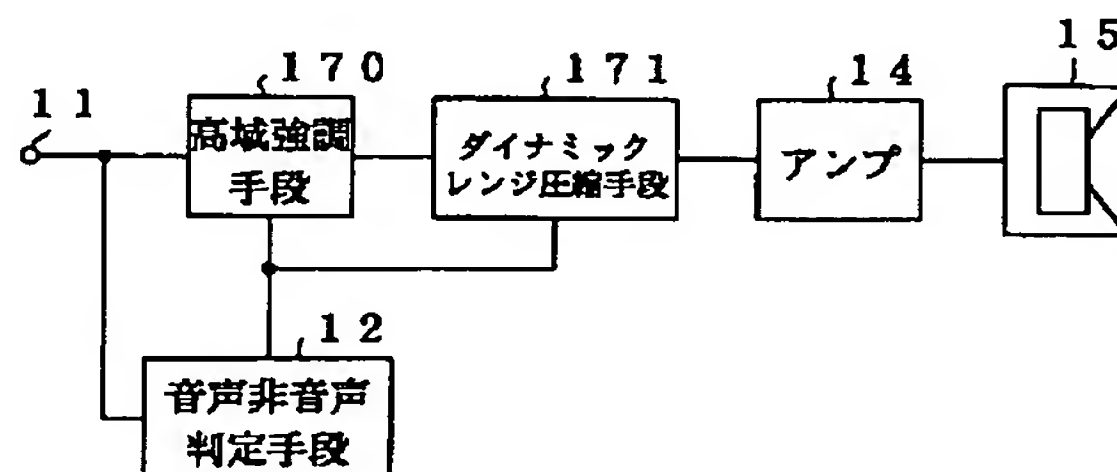 11
170
高域強調
手段
171
ダイナミック
レンジ圧縮手段
14
アンプ
15
12
音声非音声
判定手段